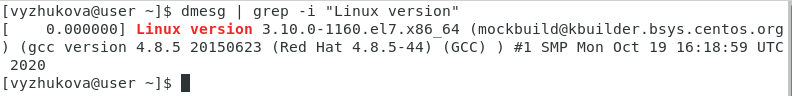 [vyzhukova@user ~]$ dmesg | grep -i "Linux version"
[    0.000000] Linux version 3.10.0-1160.el7.x86_64 (mockbuild@kbuilder.bsys.centos.org
) (gcc version 4.8.5 20150623 (Red Hat 4.8.5-44) (GCC) ) #1 SMP Mon Oct 19 16:18:59 UTC
 2020
[vyzhukova@user ~]$